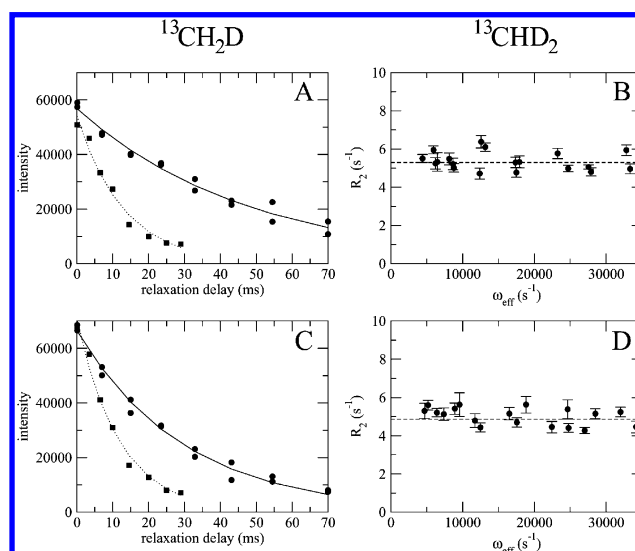 ¹³CH₂D
¹³CHD₂
A
60000
40000
20000
0
intensity
0 10 20 30 40 50 60 70
relaxation delay (ms)
B
10
8
6
4
2
0
R₂ (s⁻¹)
0 10000 20000 30000
ω_eff (s⁻¹)
C
60000
40000
20000
0
intensity
0 10 20 30 40 50 60 70
relaxation delay (ms)
D
10
8
6
4
2
0
R₂ (s⁻¹)
0 10000 20000 30000
ω_eff (s⁻¹)